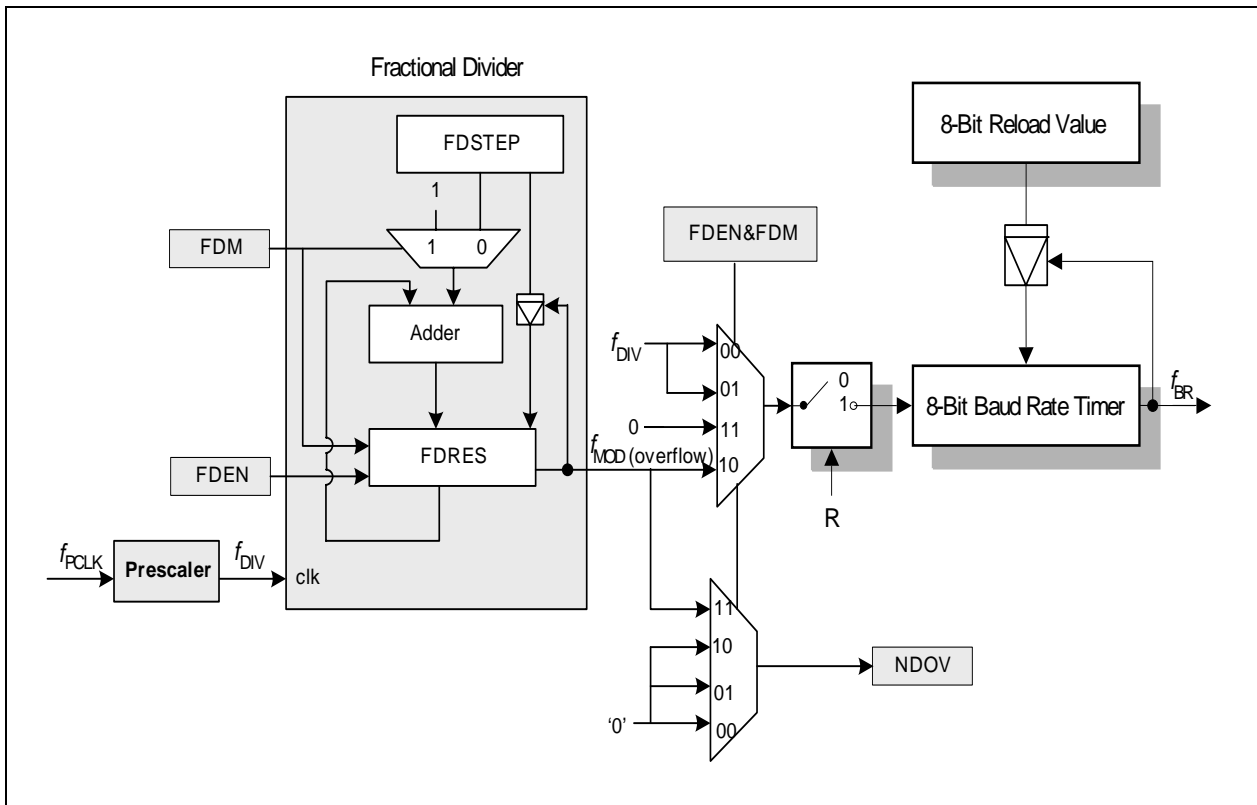 Fractional Divider
8-Bit Reload Value
FDSTEP
1
FDM
1 0
FDEN&FDM
Adder
fDIV
00
01
0
11
0
1
8-Bit Baud Rate Timer
fBR
FDRES
fMOD (overflow)
10
FDEN
R
fPCLK
Prescaler
fDIV
clk
11
10
NDOV
01
‘0’
00